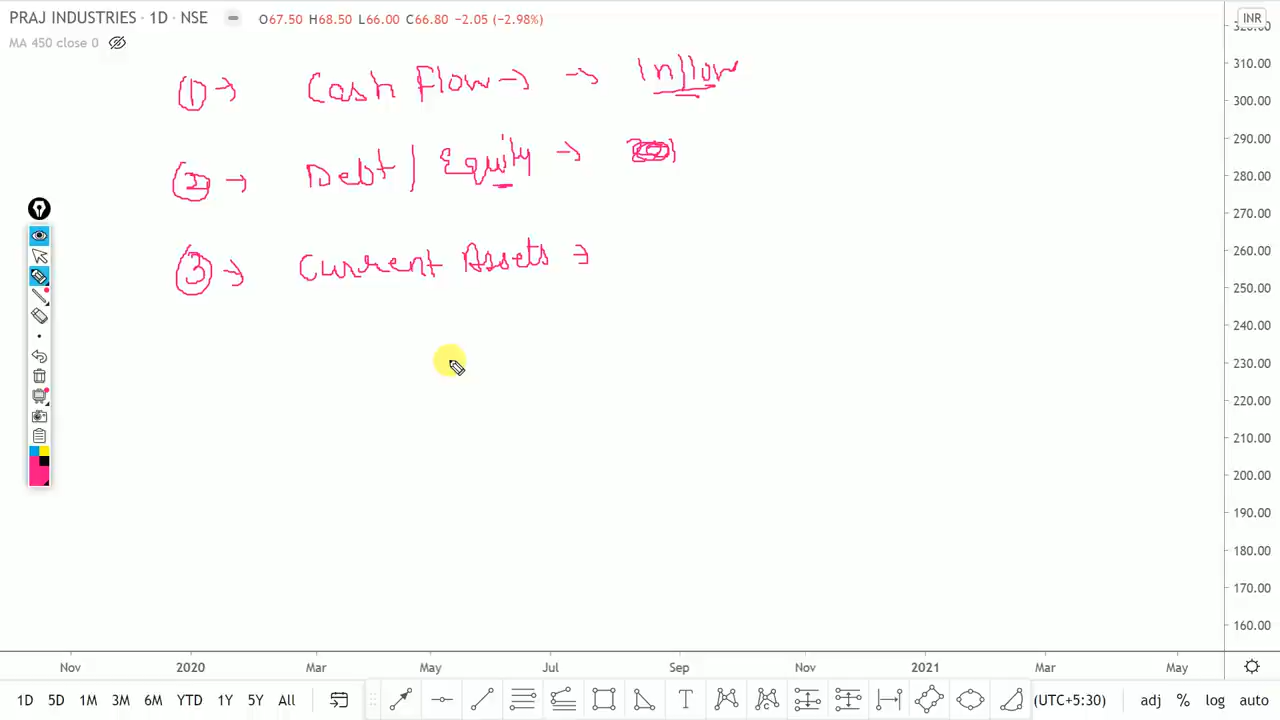 PRAJ INDUSTRIES · 1D · NSE O67.50 H68.50 L66.00 C66.80 −2.05 (−2.98%) INR
MA 450 close 0
320.00
310.00
300.00
290.00
280.00
270.00
260.00
250.00
240.00
230.00
220.00
210.00
200.00
190.00
180.00
170.00
160.00
① → Cash Flow → → Inflow
② → Debt / Equity →
③ → Current Assets →
Nov 2020 Mar May Jul Sep Nov 2021 Mar May
1D 5D 1M 3M 6M YTD 1Y 5Y All T (UTC+5:30) adj % log auto